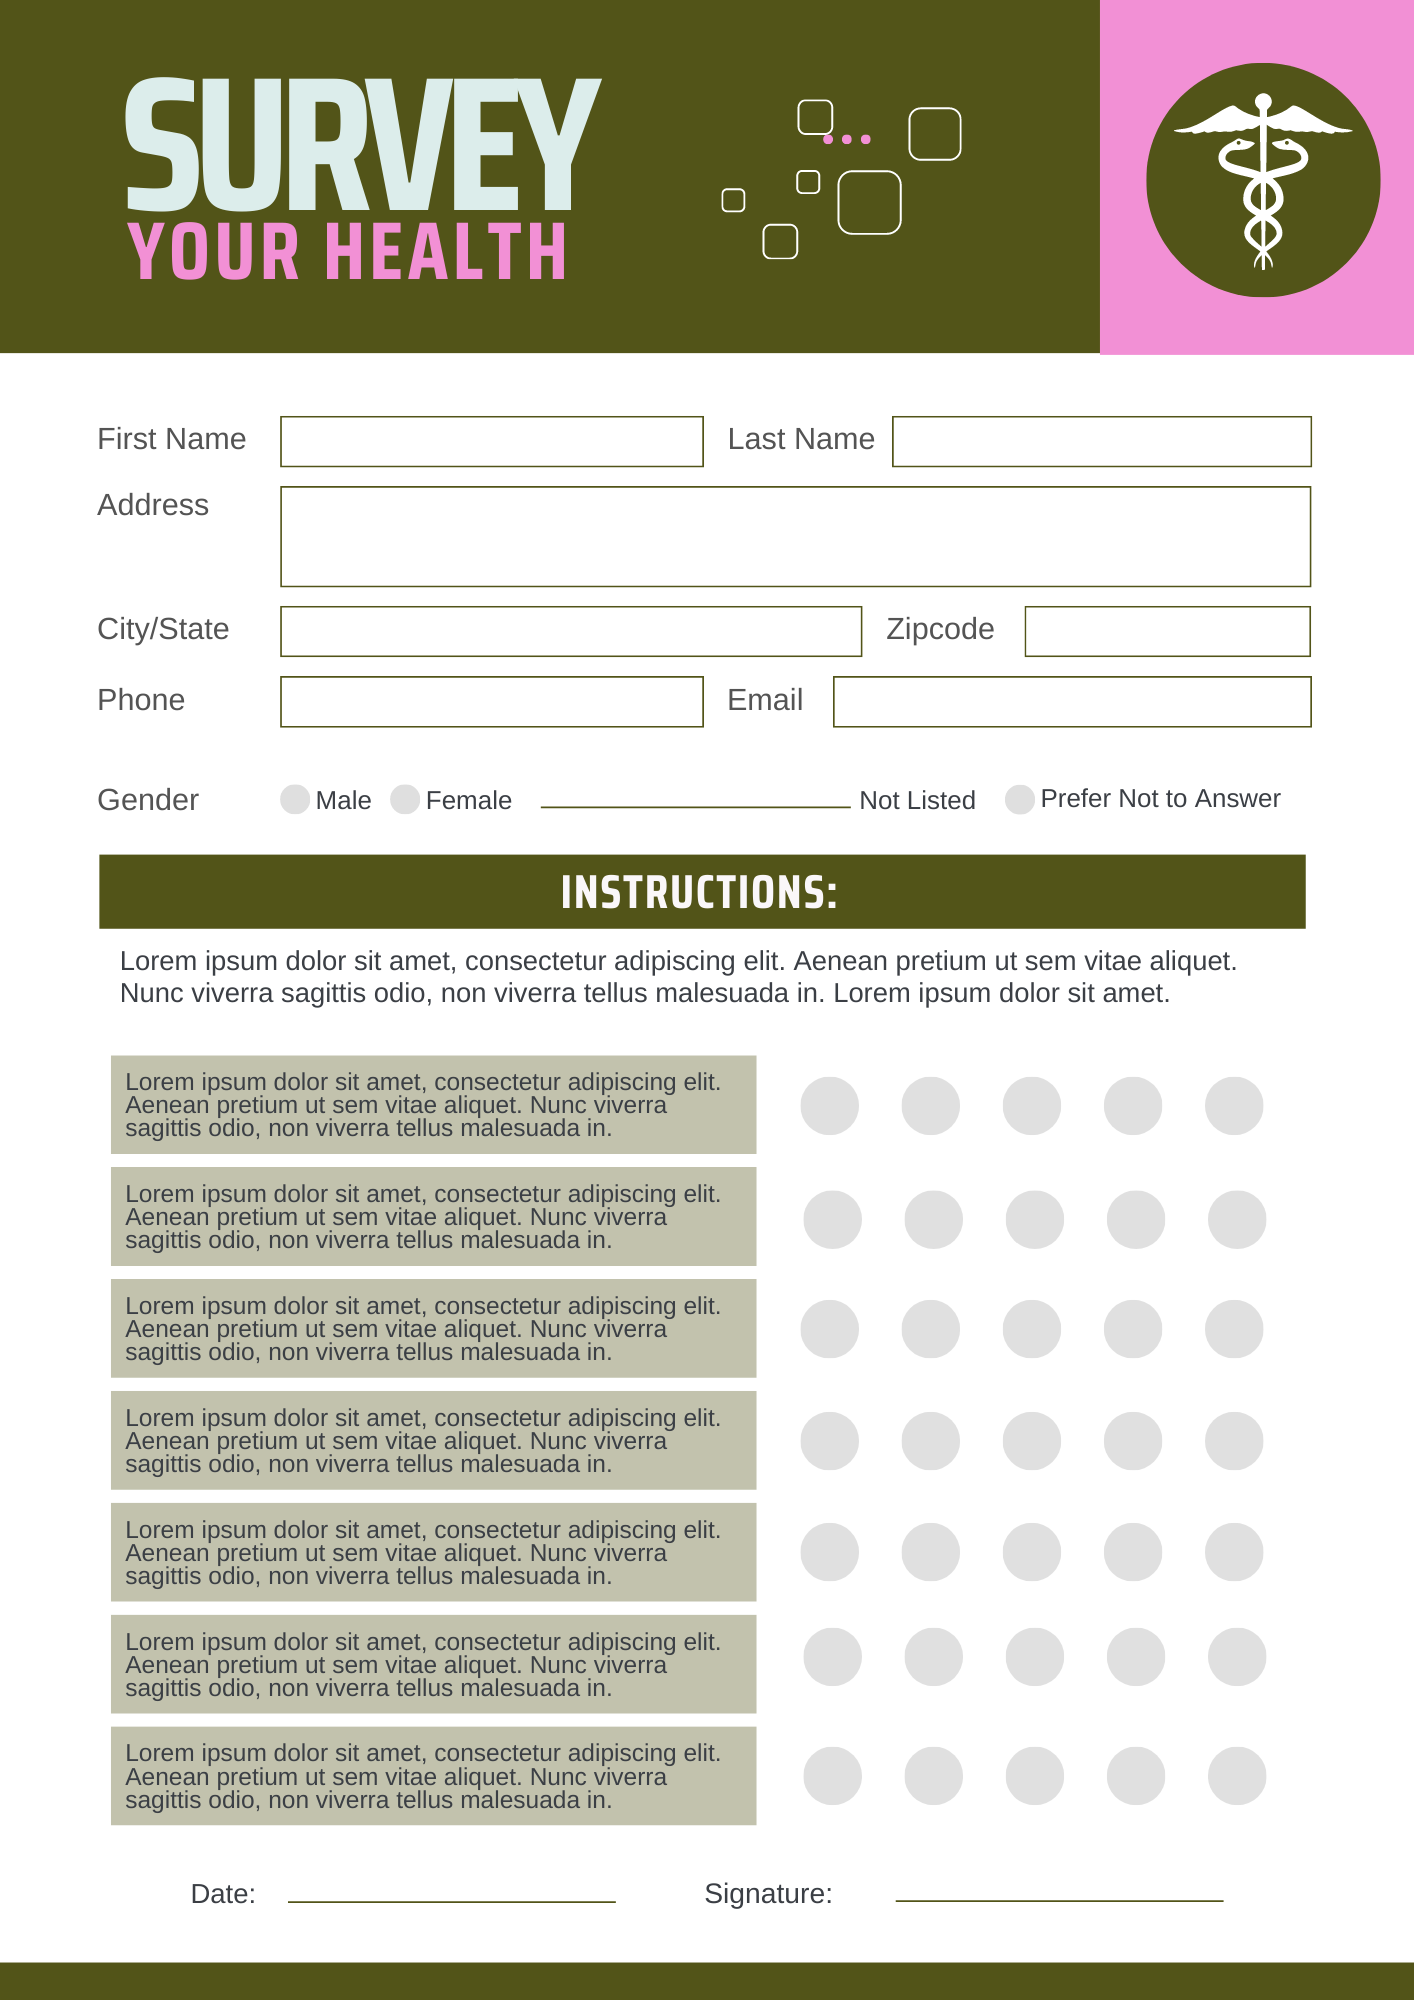 SURVEY
YOUR HEALTH
First Name
Last Name
Address
City/State
Zipcode
Phone
Email
Gender
Male
Female
Not Listed
Prefer Not to Answer
INSTRUCTIONS:
Lorem ipsum dolor sit amet, consectetur adipiscing elit. Aenean pretium ut sem vitae aliquet.
Nunc viverra sagittis odio, non viverra tellus malesuada in. Lorem ipsum dolor sit amet.
Lorem ipsum dolor sit amet, consectetur adipiscing elit.
Aenean pretium ut sem vitae aliquet. Nunc viverra
sagittis odio, non viverra tellus malesuada in.
Lorem ipsum dolor sit amet, consectetur adipiscing elit.
Aenean pretium ut sem vitae aliquet. Nunc viverra
sagittis odio, non viverra tellus malesuada in.
Lorem ipsum dolor sit amet, consectetur adipiscing elit.
Aenean pretium ut sem vitae aliquet. Nunc viverra
sagittis odio, non viverra tellus malesuada in.
Lorem ipsum dolor sit amet, consectetur adipiscing elit.
Aenean pretium ut sem vitae aliquet. Nunc viverra
sagittis odio, non viverra tellus malesuada in.
Lorem ipsum dolor sit amet, consectetur adipiscing elit.
Aenean pretium ut sem vitae aliquet. Nunc viverra
sagittis odio, non viverra tellus malesuada in.
Lorem ipsum dolor sit amet, consectetur adipiscing elit.
Aenean pretium ut sem vitae aliquet. Nunc viverra
sagittis odio, non viverra tellus malesuada in.
Lorem ipsum dolor sit amet, consectetur adipiscing elit.
Aenean pretium ut sem vitae aliquet. Nunc viverra
sagittis odio, non viverra tellus malesuada in.
Date:
Signature: